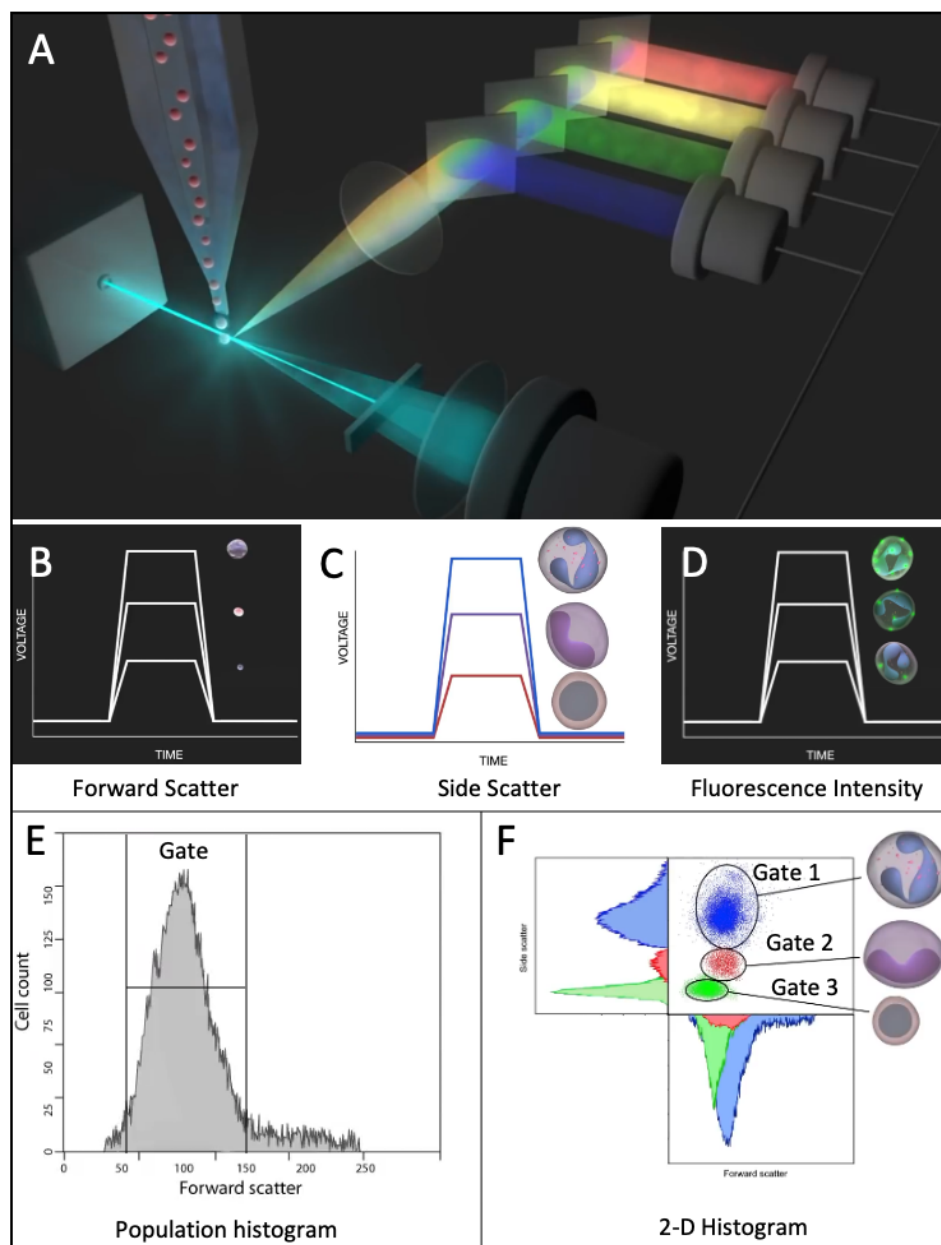 A
B
VOLTAGE
TIME
Forward Scatter
C
VOLTAGE
TIME
Side Scatter
D
VOLTAGE
TIME
Fluorescence Intensity
E
Gate
Cell count
150
125
100
75
50
25
0
0 50 100 150 200 250
Forward scatter
Population histogram
F
Side scatter
Gate 1
Gate 2
Gate 3
Forward scatter
2-D Histogram